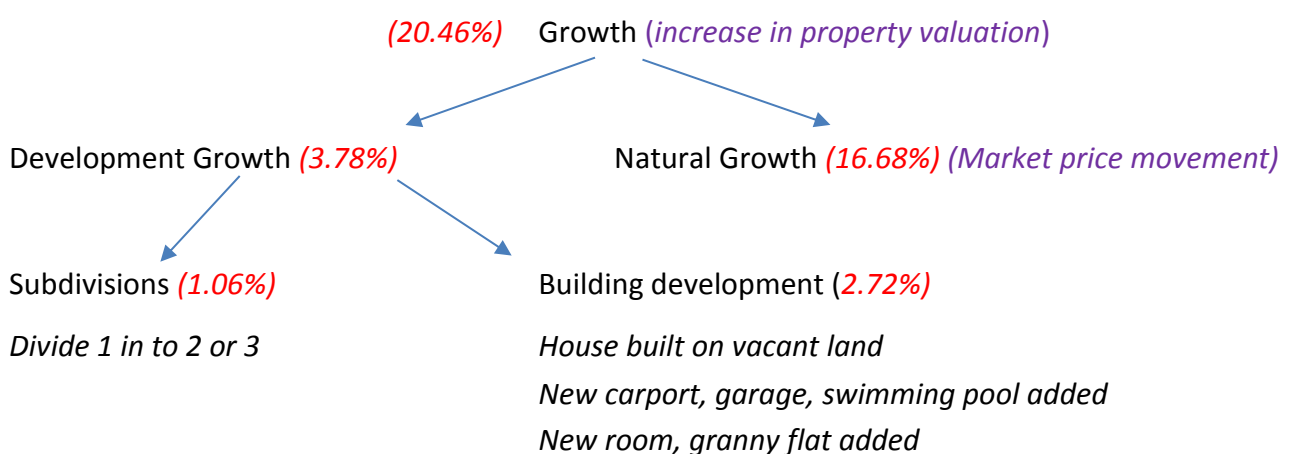 (20.46%) Growth (increase in property valuation)
Development Growth (3.78%) Natural Growth (16.68%) (Market price movement)
Subdivisions (1.06%) Building development (2.72%)
Divide 1 in to 2 or 3 House built on vacant land
New carport, garage, swimming pool added
New room, granny flat added